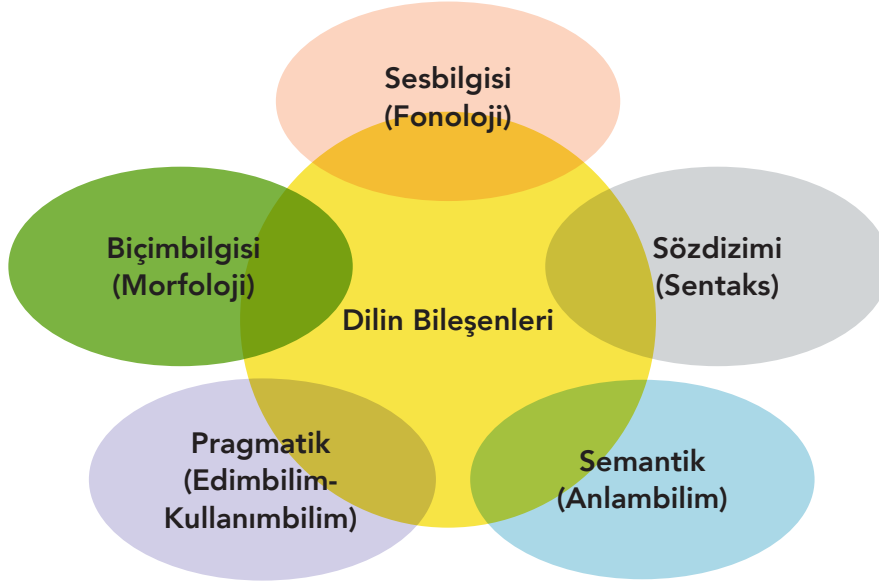 Sesbilgisi
(Fonoloji)
Biçimbilgisi
(Morfoloji)
Sözdizimi
(Sentaks)
Dilin Bileşenleri
Pragmatik
(Edimbilim-
Kullanımbilim)
Semantik
(Anlambilim)